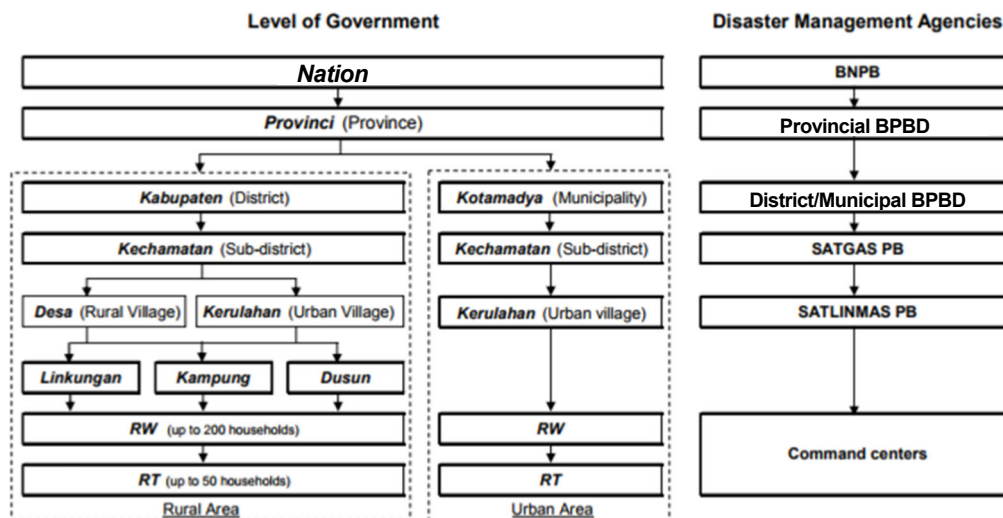 Level of Government
Disaster Management Agencies
Nation
BNPB
Provinci (Province)
Provincial BPBD
Kabupaten (District)
Kotamadya (Municipality)
District/Municipal BPBD
Kechamatan (Sub-district)
Kechamatan (Sub-district)
SATGAS PB
Desa (Rural Village)
Kerulahan (Urban Village)
Kerulahan (Urban village)
SATLINMAS PB
Linkungan
Kampung
Dusun
RW (up to 200 households)
RW
Command centers
RT (up to 50 households)
RT
Rural Area
Urban Area